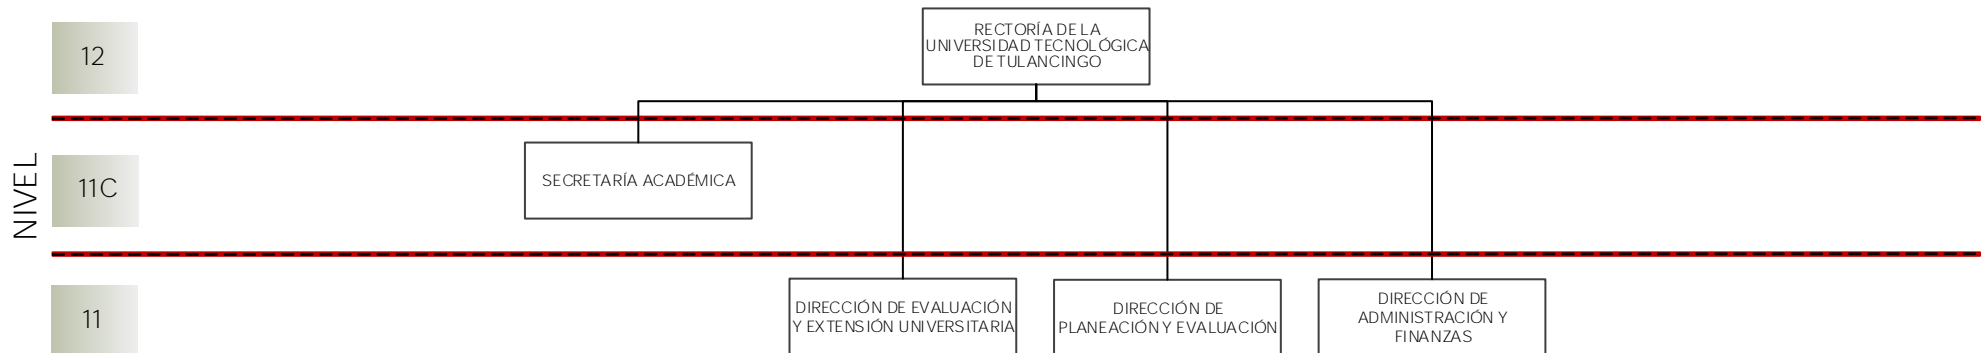 12
RECTORÍA DE LA
UNIVERSIDAD TECNOLÓGICA
DE TULANCINGO
NIVEL
11C
SECRETARÍA ACADÉMICA
11
DIRECCIÓN DE EVALUACIÓN
Y EXTENSIÓN UNIVERSITARIA
DIRECCIÓN DE
PLANEACIÓN Y EVALUACIÓN
DIRECCIÓN DE
ADMINISTRACIÓN Y
FINANZAS